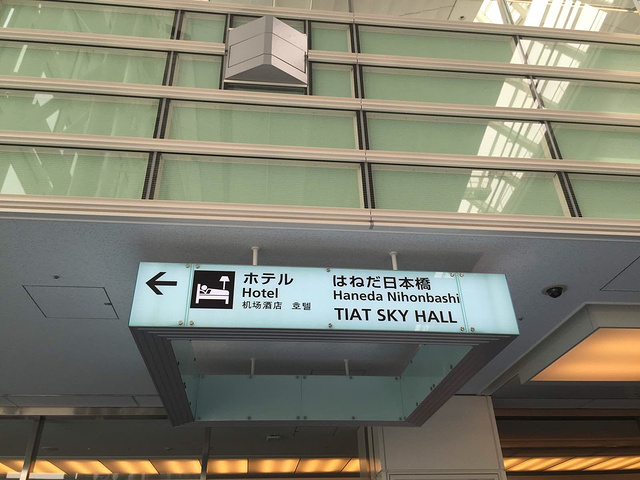 ホテル
Hotel
机场酒店 호텔
はねだ日本橋
Haneda Nihonbashi
TIAT SKY HALL